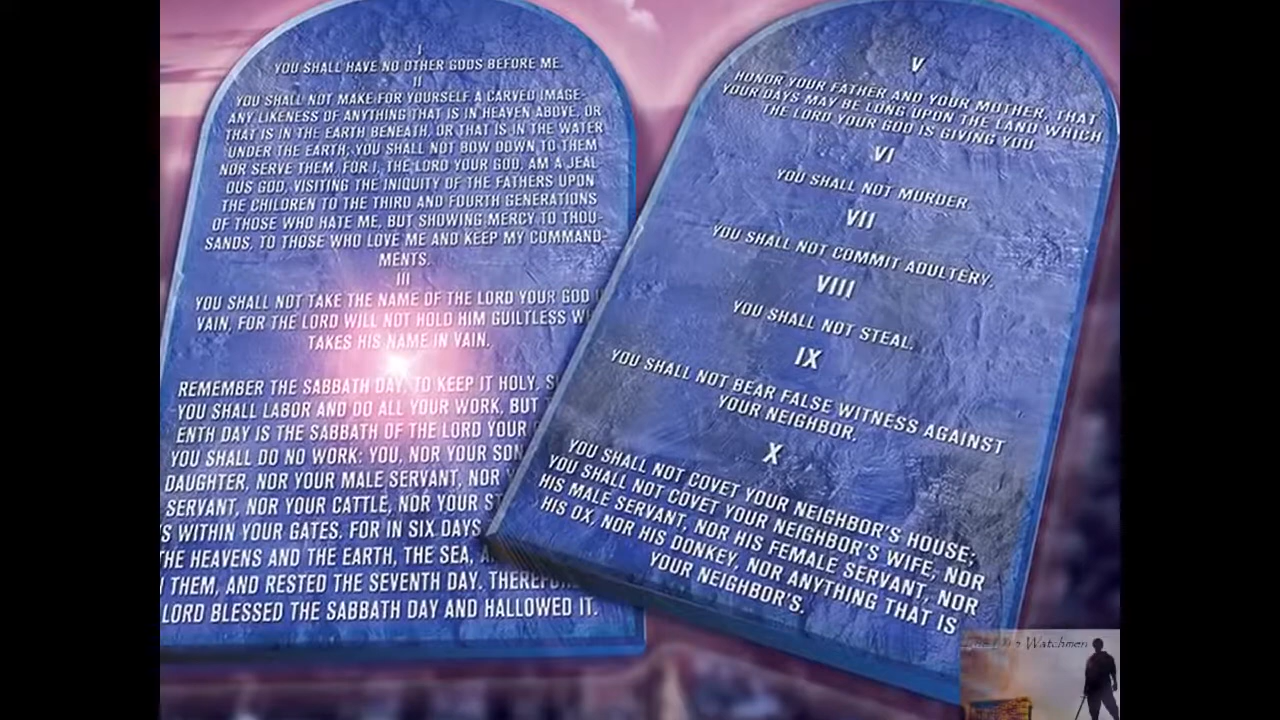 I
YOU SHALL HAVE NO OTHER GODS BEFORE ME.
II
YOU SHALL NOT MAKE FOR YOURSELF A CARVED IMAGE-
ANY LIKENESS OF ANYTHING THAT IS IN HEAVEN ABOVE, OR
THAT IS IN THE EARTH BENEATH, OR THAT IS IN THE WATER
UNDER THE EARTH; YOU SHALL NOT BOW DOWN TO THEM
NOR SERVE THEM. FOR I, THE LORD YOUR GOD, AM A JEAL
OUS GOD, VISITING THE INIQUITY OF THE FATHERS UPON
THE CHILDREN TO THE THIRD AND FOURTH GENERATIONS
OF THOSE WHO HATE ME, BUT SHOWING MERCY TO THOU-
SANDS, TO THOSE WHO LOVE ME AND KEEP MY COMMAND-
MENTS.
III
YOU SHALL NOT TAKE THE NAME OF THE LORD YOUR GOD
VAIN, FOR THE LORD WILL NOT HOLD HIM GUILTLESS
TAKES HIS NAME IN VAIN.
REMEMBER THE SABBATH DAY, TO KEEP IT HOLY.
YOU SHALL LABOR AND DO ALL YOUR WORK, BUT
ENTH DAY IS THE SABBATH OF THE LORD YOUR
YOU SHALL DO NO WORK: YOU, NOR YOUR SON
DAUGHTER, NOR YOUR MALE SERVANT, NOR
SERVANT, NOR YOUR CATTLE, NOR YOUR
WITHIN YOUR GATES. FOR IN SIX DAYS
THE HEAVENS AND THE EARTH, THE SEA,
THEM, AND RESTED THE SEVENTH DAY. THEREFORE
LORD BLESSED THE SABBATH DAY AND HALLOWED IT.
V
HONOR YOUR FATHER AND YOUR MOTHER, THAT
YOUR DAYS MAY BE LONG UPON THE LAND WHICH
THE LORD YOUR GOD IS GIVING YOU.
VI
YOU SHALL NOT MURDER.
VII
YOU SHALL NOT COMMIT ADULTERY.
VIII
YOU SHALL NOT STEAL.
IX
YOU SHALL NOT BEAR FALSE WITNESS AGAINST
YOUR NEIGHBOR.
X
YOU SHALL NOT COVET YOUR NEIGHBOR'S HOUSE;
YOU SHALL NOT COVET YOUR NEIGHBOR'S WIFE, NOR
HIS MALE SERVANT, NOR HIS FEMALE SERVANT, NOR
HIS OX, NOR HIS DONKEY, NOR ANYTHING THAT IS
YOUR NEIGHBOR'S.
Watchmen